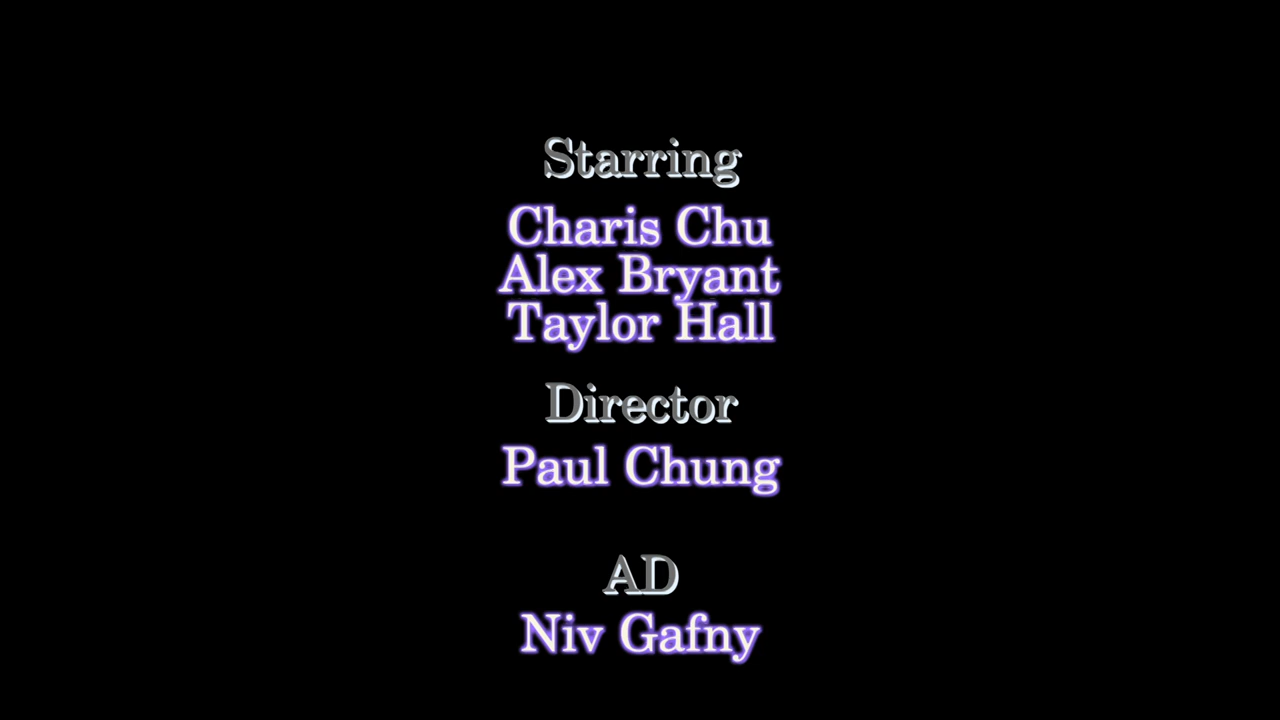 Starring
Charis Chu
Alex Bryant
Taylor Hall
Director
Paul Chung
AD
Niv Gafny